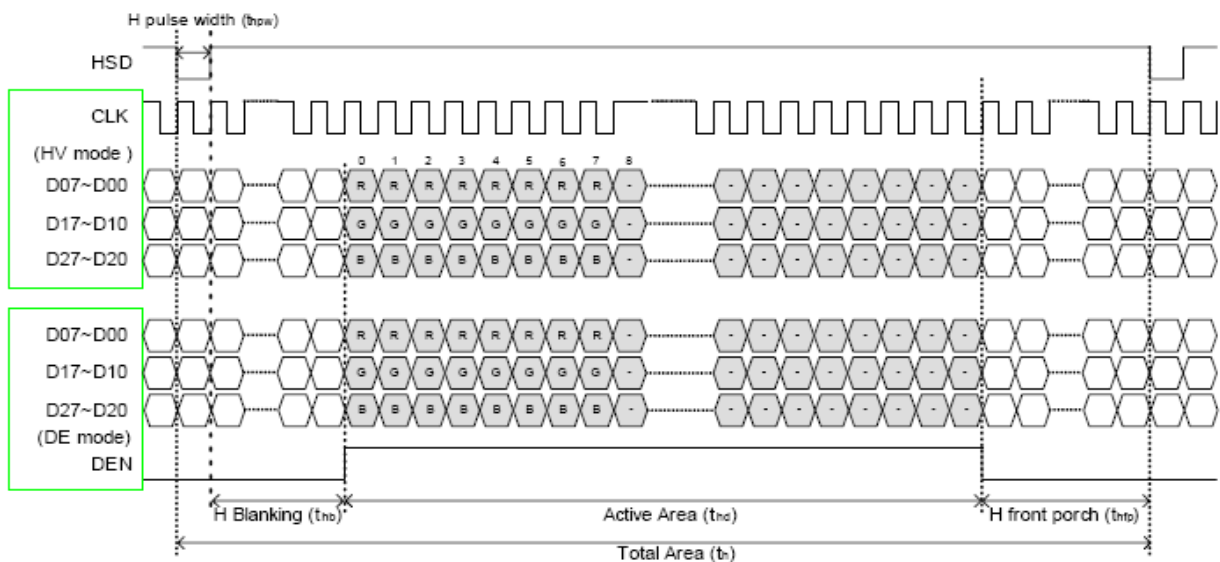 H pulse width (thpw)
HSD
CLK
(HV mode )
0 1 2 3 4 5 6 7 8
D07~D00 R R R R R R R R - - - - - - - - -
D17~D10 G G G G G G G G - - - - - - - - -
D27~D20 B B B B B B B B - - - - - - - - -
D07~D00 R R R R R R R R - - - - - - - - -
D17~D10 G G G G G G G G - - - - - - - - -
D27~D20 B B B B B B B B - - - - - - - - -
(DE mode)
DEN
H Blanking (thb) Active Area (thd) H front porch (thfp)
Total Area (th)